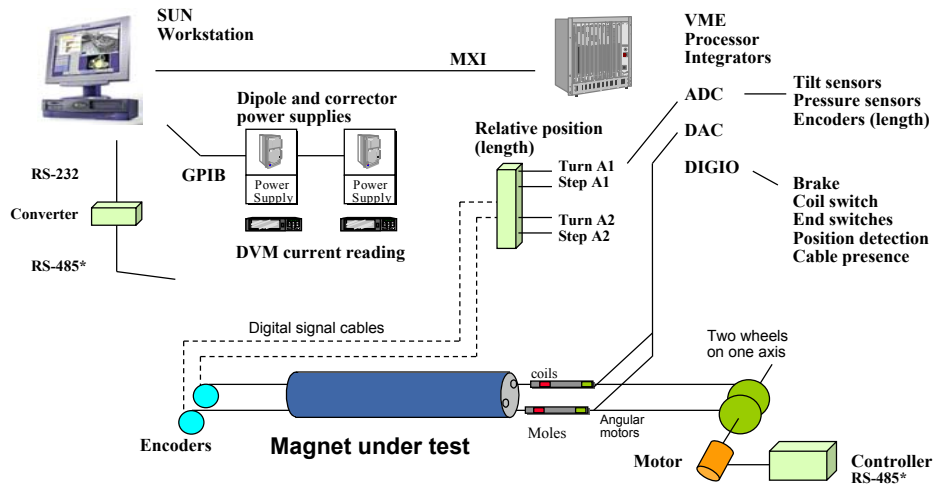 SUN
Workstation
MXI
VME
Processor
Integrators
ADC
DAC
DIGIO
Tilt sensors
Pressure sensors
Encoders (length)
Brake
Coil switch
End switches
Position detection
Cable presence
Dipole and corrector
power supplies
GPIB
Power
Supply
Power
Supply
DVM current reading
Relative position
(length)
Turn A1
Step A1
Turn A2
Step A2
RS-232
Converter
RS-485*
Digital signal cables
Two wheels
on one axis
coils
Moles
Angular
motors
Encoders
Magnet under test
Motor
Controller
RS-485*